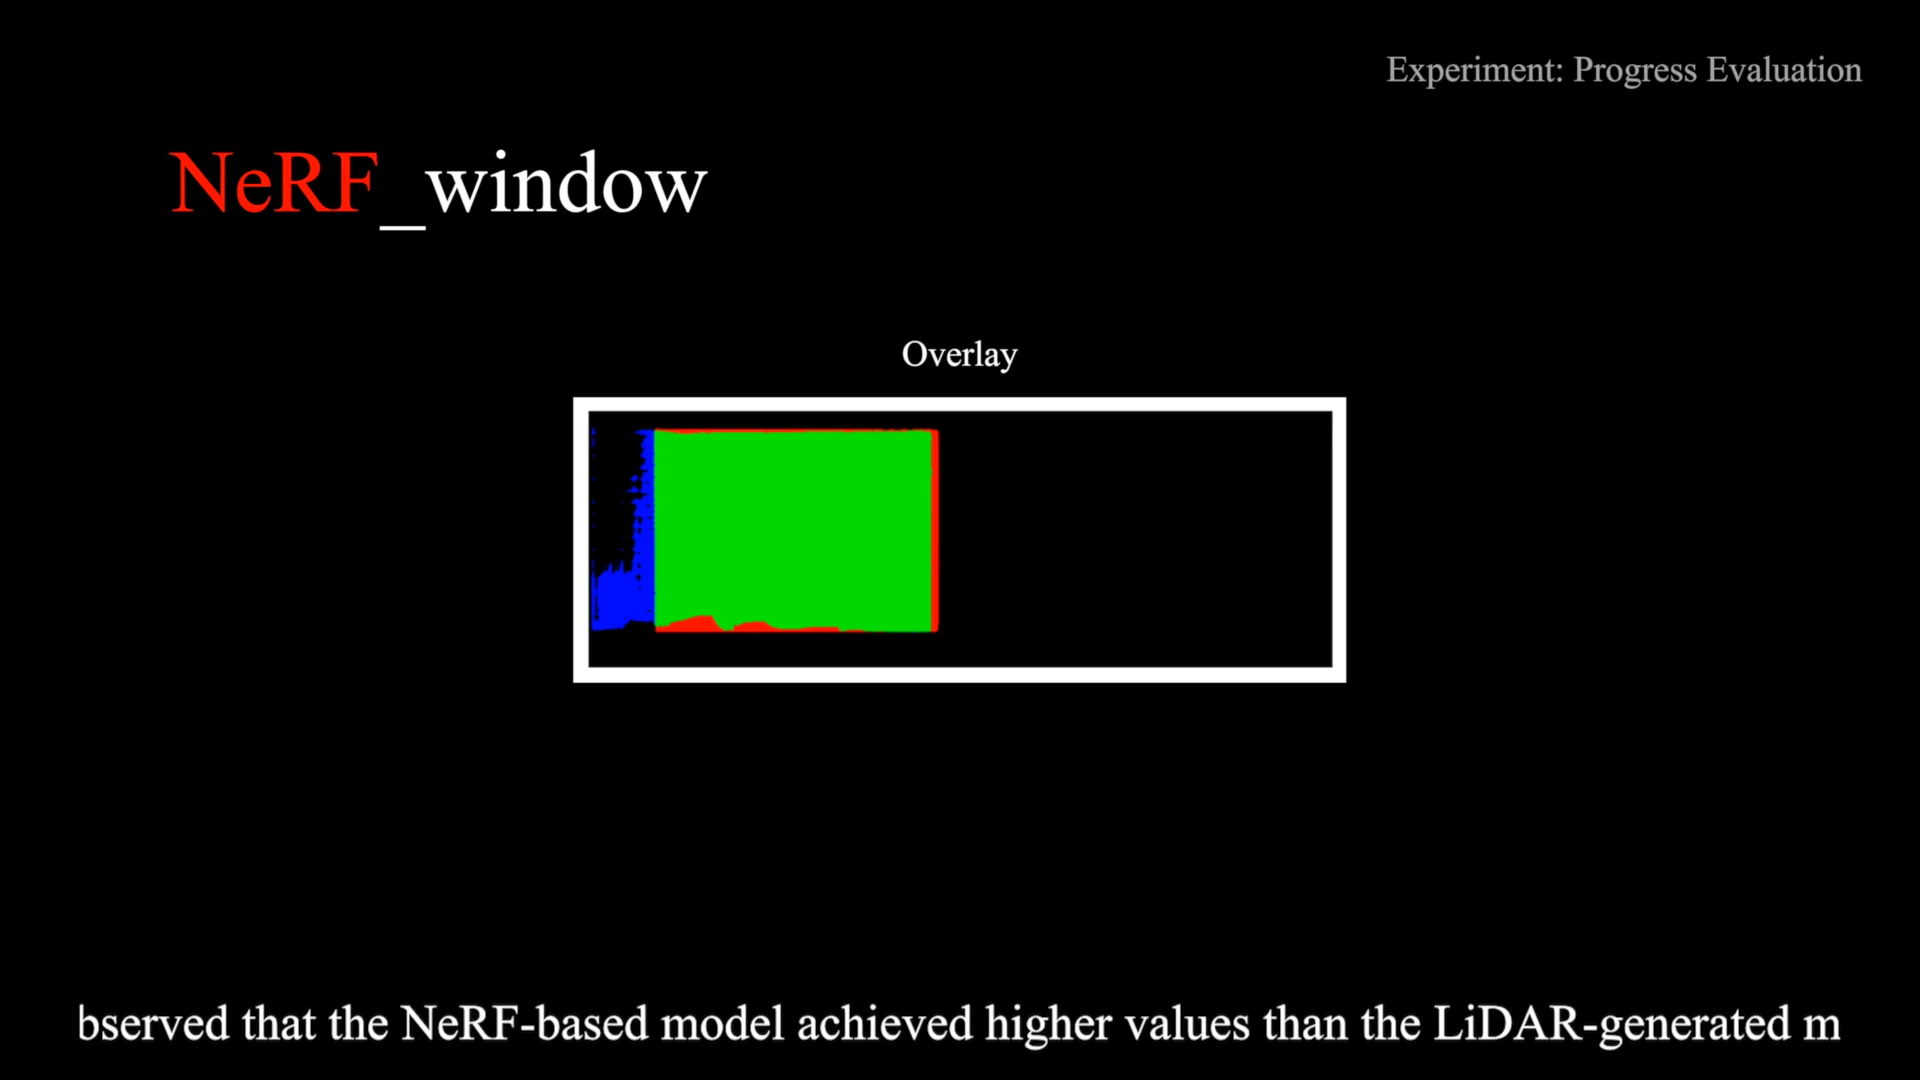 Experiment: Progress Evaluation
NeRF_window
Overlay
bserved that the NeRF-based model achieved higher values than the LiDAR-generated m